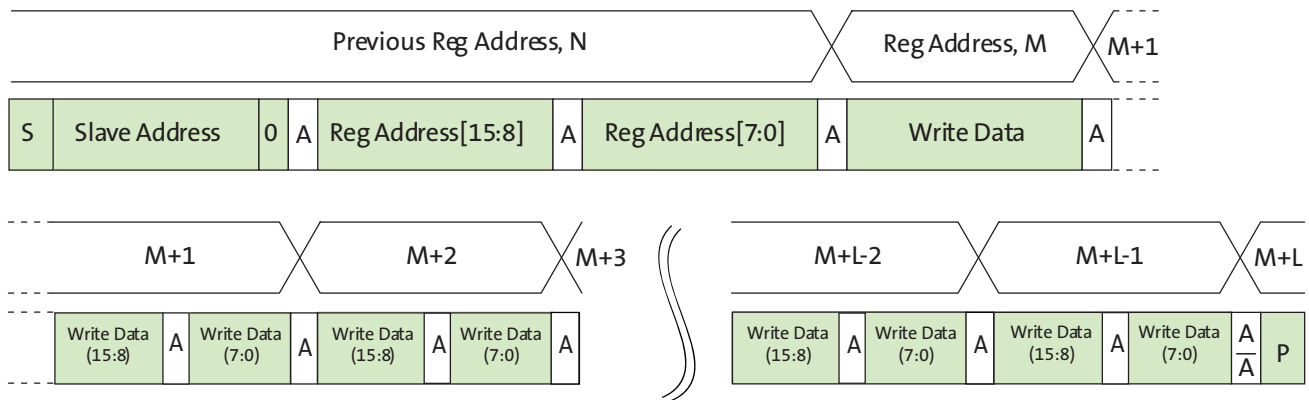 Previous Reg Address, N
Reg Address, M
M+1
S
Slave Address
0
A
Reg Address[15:8]
A
Reg Address[7:0]
A
Write Data
A
M+1
M+2
M+3
M+L-2
M+L-1
M+L
Write Data
(15:8)
A
Write Data
(7:0)
A
Write Data
(15:8)
A
Write Data
(7:0)
A
Write Data
(15:8)
A
Write Data
(7:0)
A
Write Data
(15:8)
A
Write Data
(7:0)
A
A
P